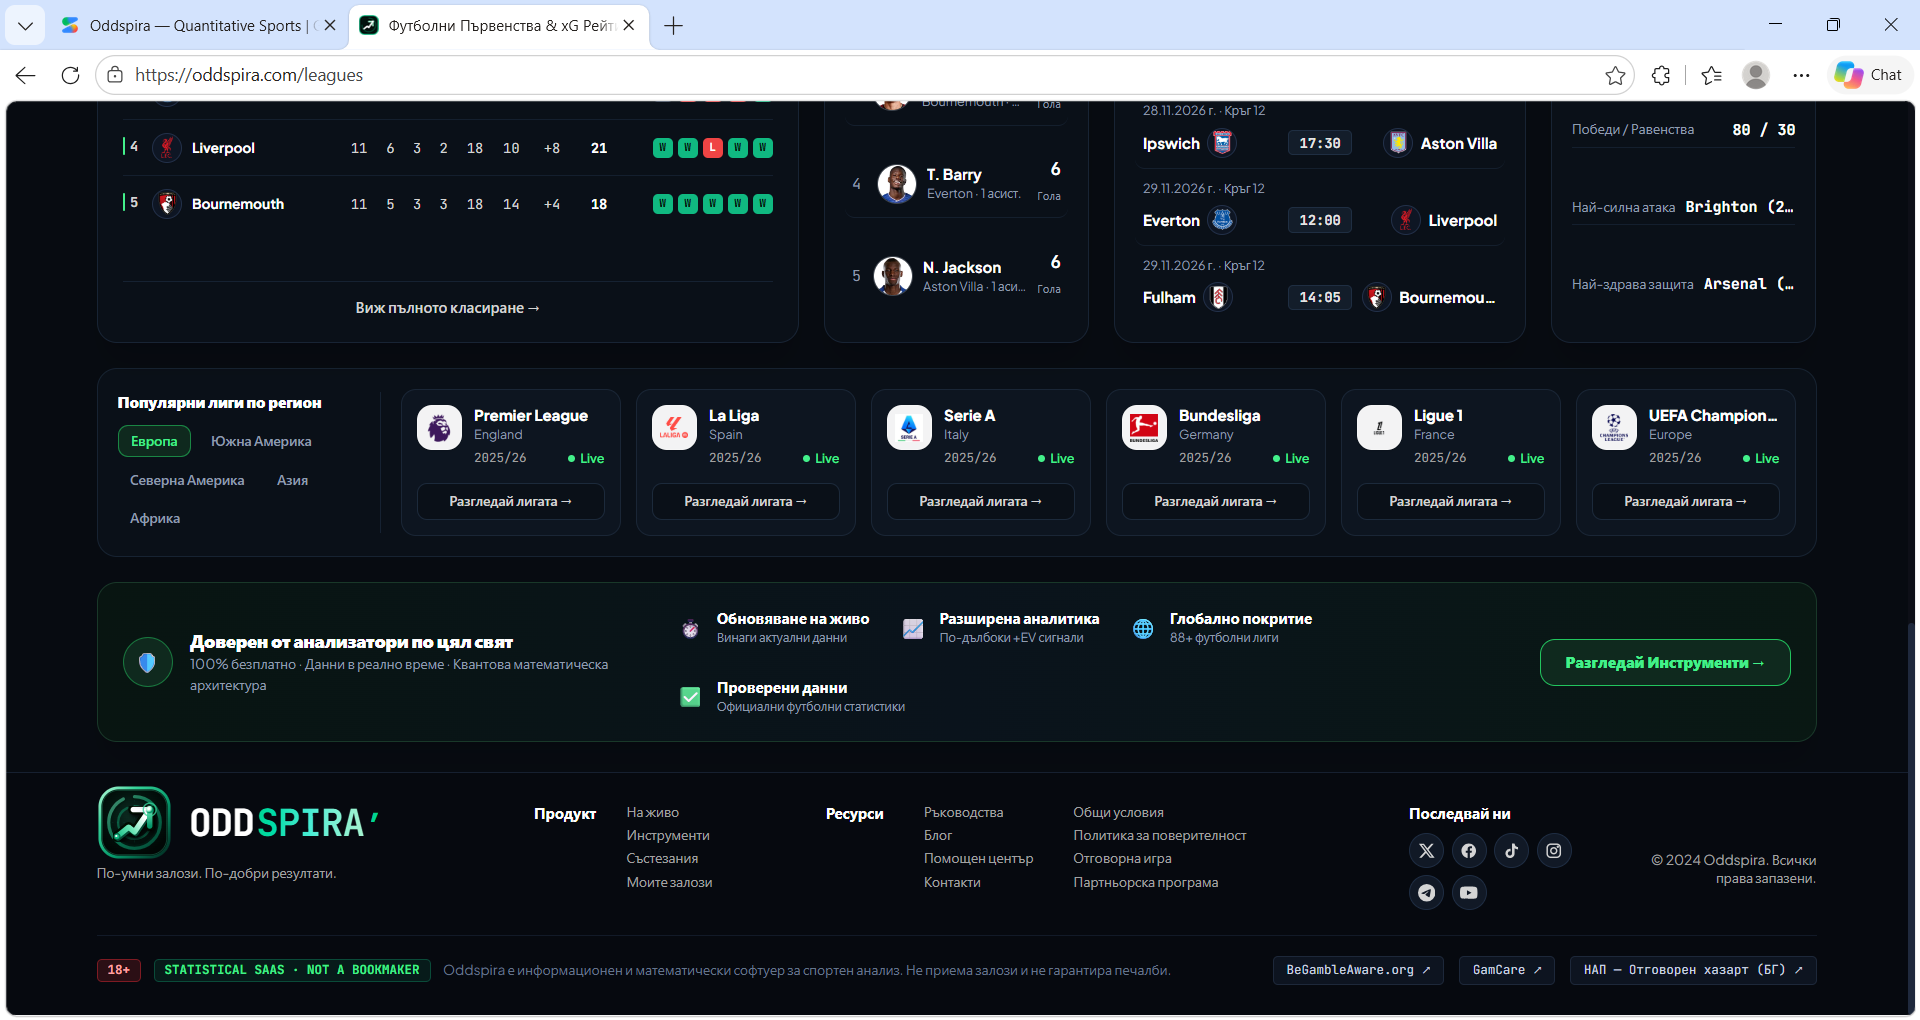 Oddspira — Quantitative Sports |
Футболни Първенства & xG Рейт
https://oddspira.com/leagues
Chat
4 Liverpool 11 6 3 2 18 10 +8 21 W W L W W
5 Bournemouth 11 5 3 3 18 14 +4 18 W W W W W
Виж пълното класиране →
Bournemouth · ... Гола
4 T. Barry 6
Everton · 1 асист. Гола
5 N. Jackson 6
Aston Villa · 1 аси... Гола
28.11.2026 г. · Кръг 12
Ipswich 17:30 Aston Villa
29.11.2026 г. · Кръг 12
Everton 12:00 Liverpool
29.11.2026 г. · Кръг 12
Fulham 14:05 Bournemou...
Победи / Равенства 80 / 30
Най-силна атака Brighton (2…
Най-здрава защита Arsenal (…
Популярни лиги по регион
Европа Южна Америка
Северна Америка Азия
Африка
Premier League
England
2025/26 Live
Разгледай лигата →
La Liga
Spain
2025/26 Live
Разгледай лигата →
Serie A
Italy
2025/26 Live
Разгледай лигата →
Bundesliga
Germany
2025/26 Live
Разгледай лигата →
Ligue 1
France
2025/26 Live
Разгледай лигата →
UEFA Champion...
Europe
2025/26 Live
Разгледай лигата →
Доверен от анализатори по цял свят
100% безплатно · Данни в реално време · Квантова математическа
архитектура
Обновяване на живо
Винаги актуални данни
Разширена аналитика
По-дълбоки +EV сигнали
Глобално покритие
88+ футболни лиги
Проверени данни
Официални футболни статистики
Разгледай Инструменти →
ODDSPIRA
По-умни залози. По-добри резултати.
Продукт
На живо
Инструменти
Състезания
Моите залози
Ресурси
Ръководства
Блог
Помощен център
Контакти
Общи условия
Политика за поверителност
Отговорна игра
Партньорска програма
Последвай ни
© 2024 Oddspira. Всички
права запазени.
18+ STATISTICAL SAAS · NOT A BOOKMAKER Oddspira е информационен и математически софтуер за спортен анализ. Не приема залози и не гарантира печалби.
BeGambleAware.org ↗ GamCare ↗ НАП — Отговорен хазарт (БГ) ↗